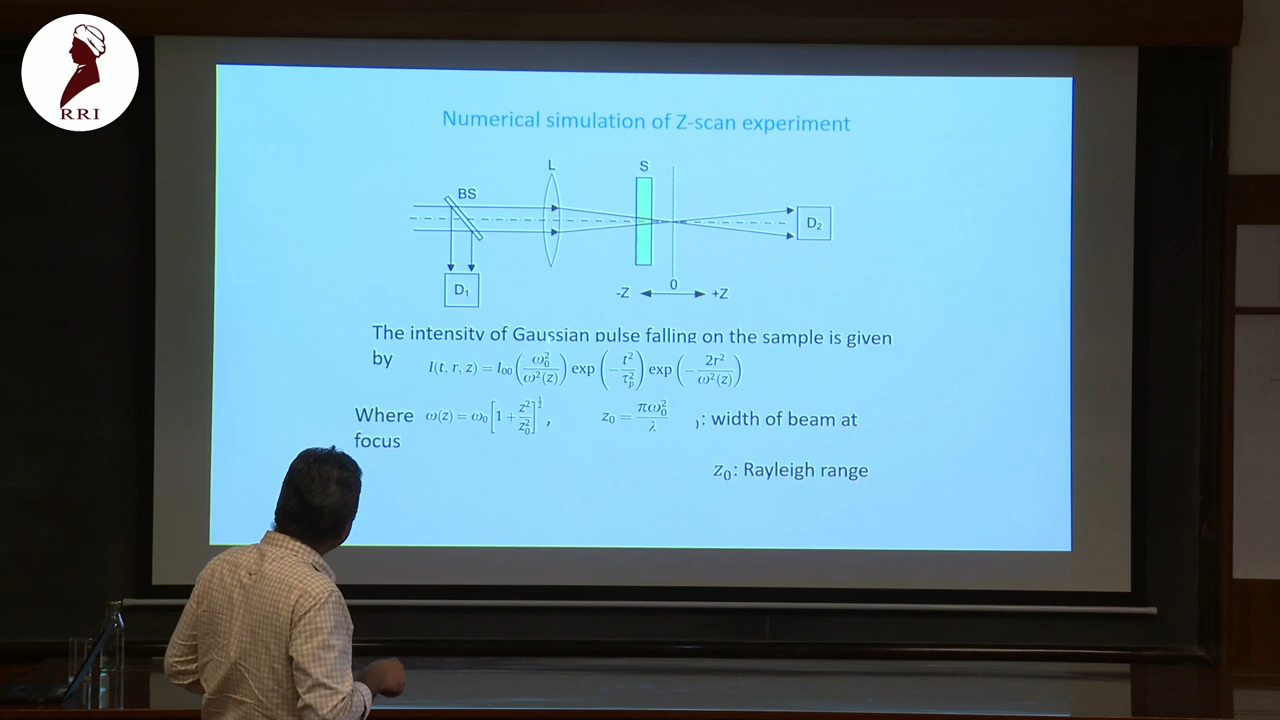 RRI
Numerical simulation of Z-scan experiment
L
S
BS
D₂
D₁
0
-Z
+Z
The intensity of Gaussian pulse falling on the sample is given
by
I(t, r, z) = I₀₀(ω₀²/ω²(z)) exp(−t²/τₚ²) exp(−2r²/ω²(z))
Where ω(z) = ω₀[1 + z²/z₀²]^½, z₀ = πω₀²/λ : width of beam at
focus
z₀: Rayleigh range